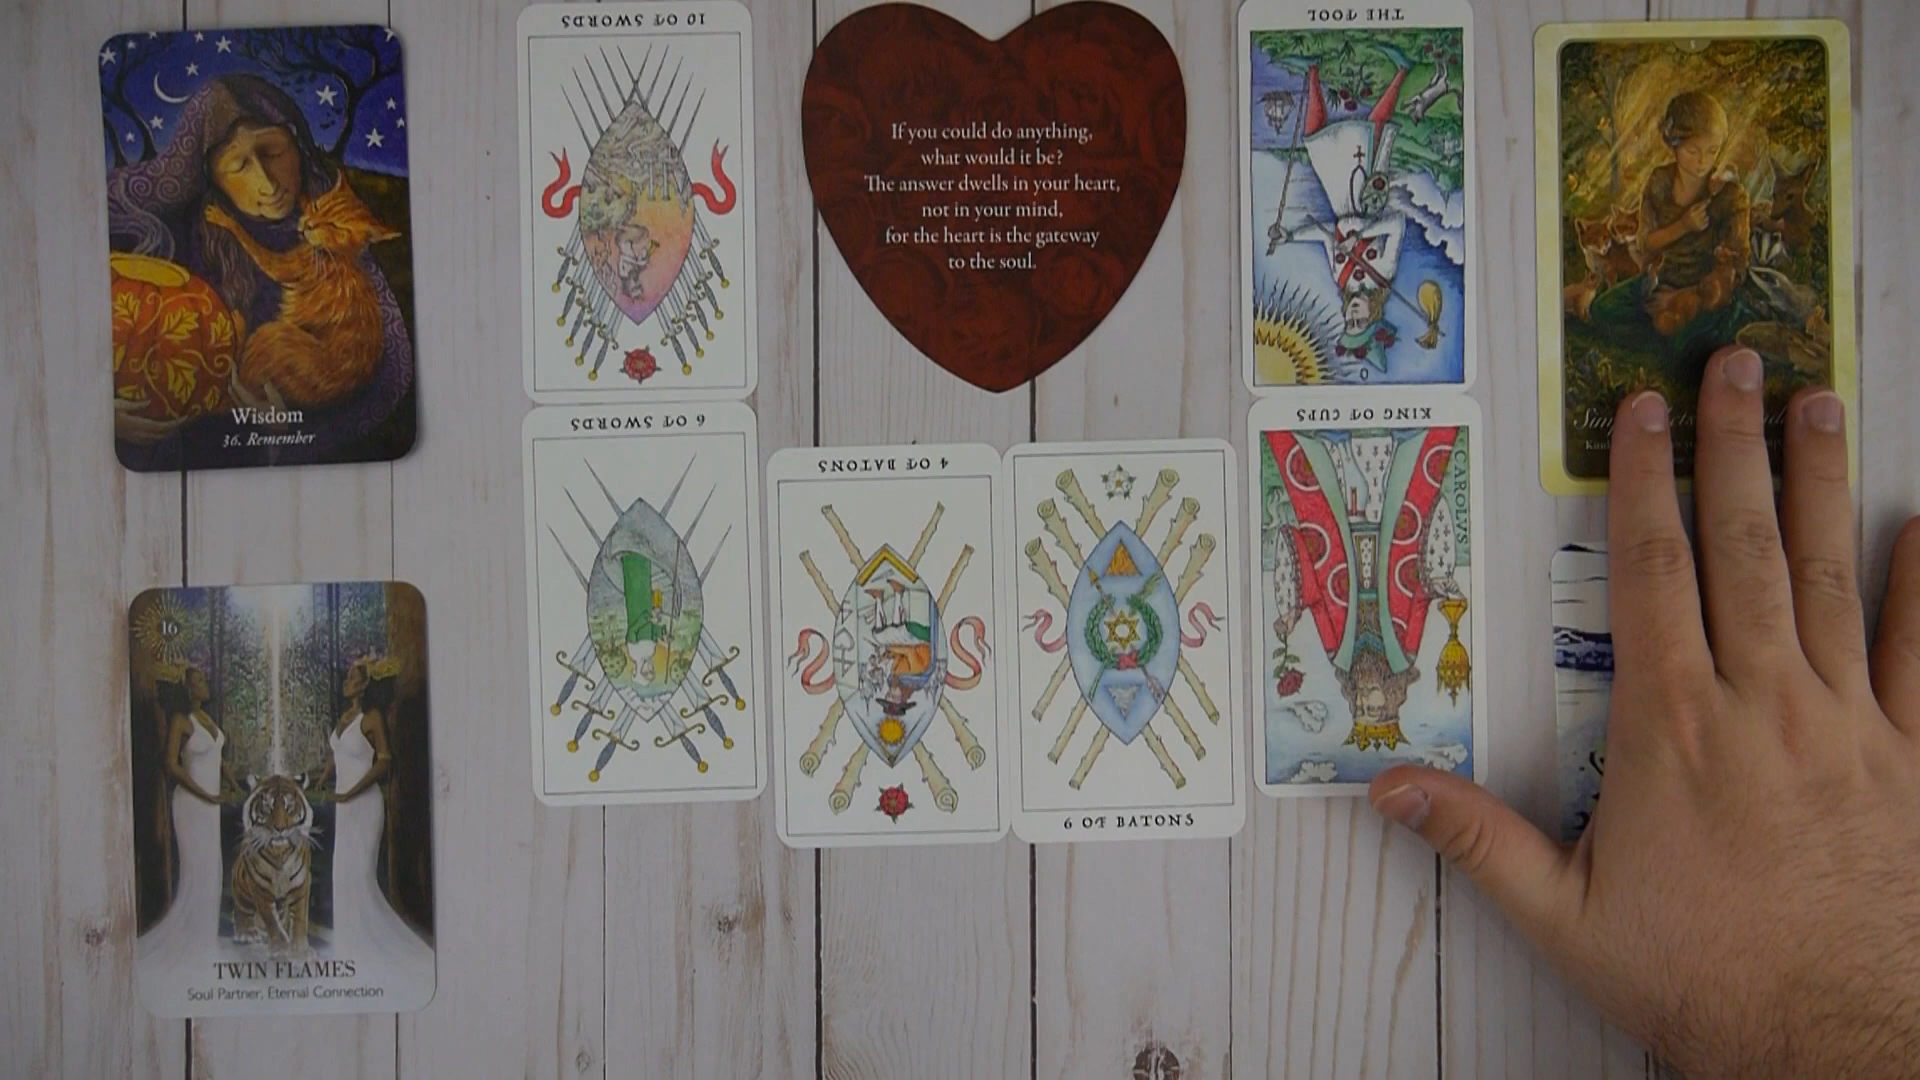 Wisdom
36. Remember
16
TWIN FLAMES
Soul Partner, Eternal Connection
10 OF SWORDS
6 OF SWORDS
If you could do anything,
what would it be?
The answer dwells in your heart,
not in your mind,
for the heart is the gateway
to the soul.
4 OF BATONS
6 OF BATONS
THE FOOL
0
KING OF CUPS
CAROLVS